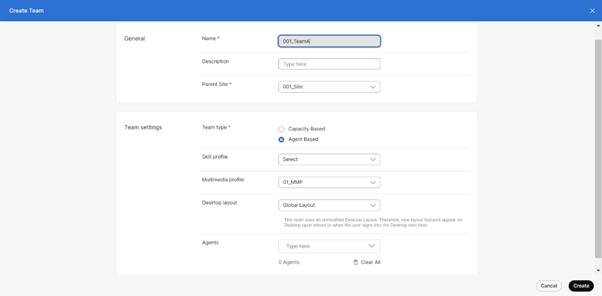 Create Team
General
Name *
001_TeamA
Description
Type here
Parent Site *
001_Site
Team settings
Team type *
Capacity Based
Agent Based
Skill profile
Select
Multimedia profile
01_MMP
Desktop layout
Global Layout
This team uses an unmodified Desktop Layout. Therefore, new layout features appear on
Desktop upon reload or when the user signs into the Desktop next time.
Agents
Type here
0 Agents
Clear All
Cancel
Create